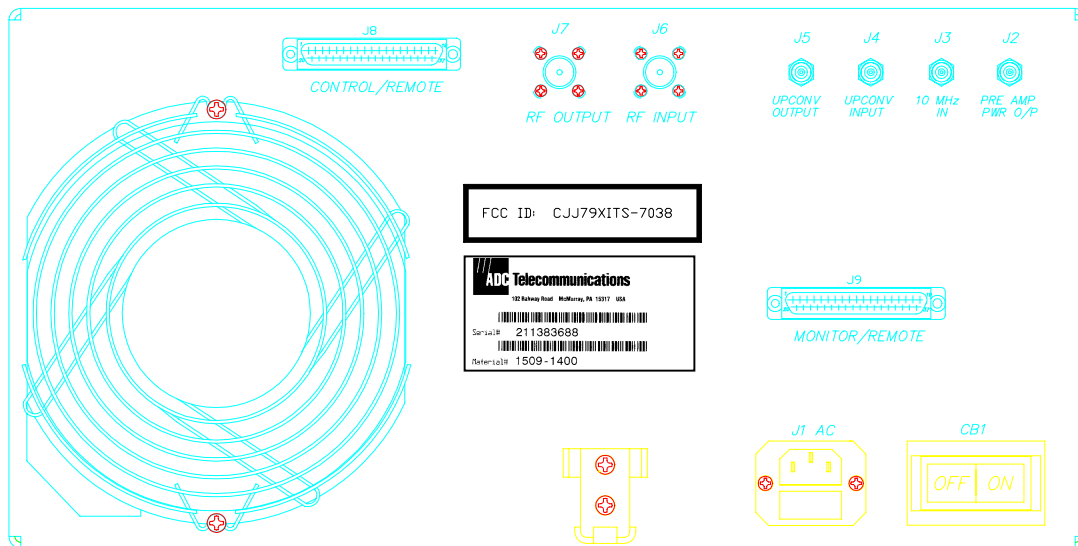 J8
CONTROL/REMOTE
J7
RF OUTPUT
J6
RF INPUT
J5
UPCONV
OUTPUT
J4
UPCONV
INPUT
J3
10 MHz
IN
J2
PRE AMP
PWR O/P
FCC ID: CJJ79XITS-7038
ADC Telecommunications
102 Rahway Road McMurray, PA 15317 USA
Serial# 211383688
Material# 1509-1400
J9
MONITOR/REMOTE
J1 AC
CB1
OFF ON